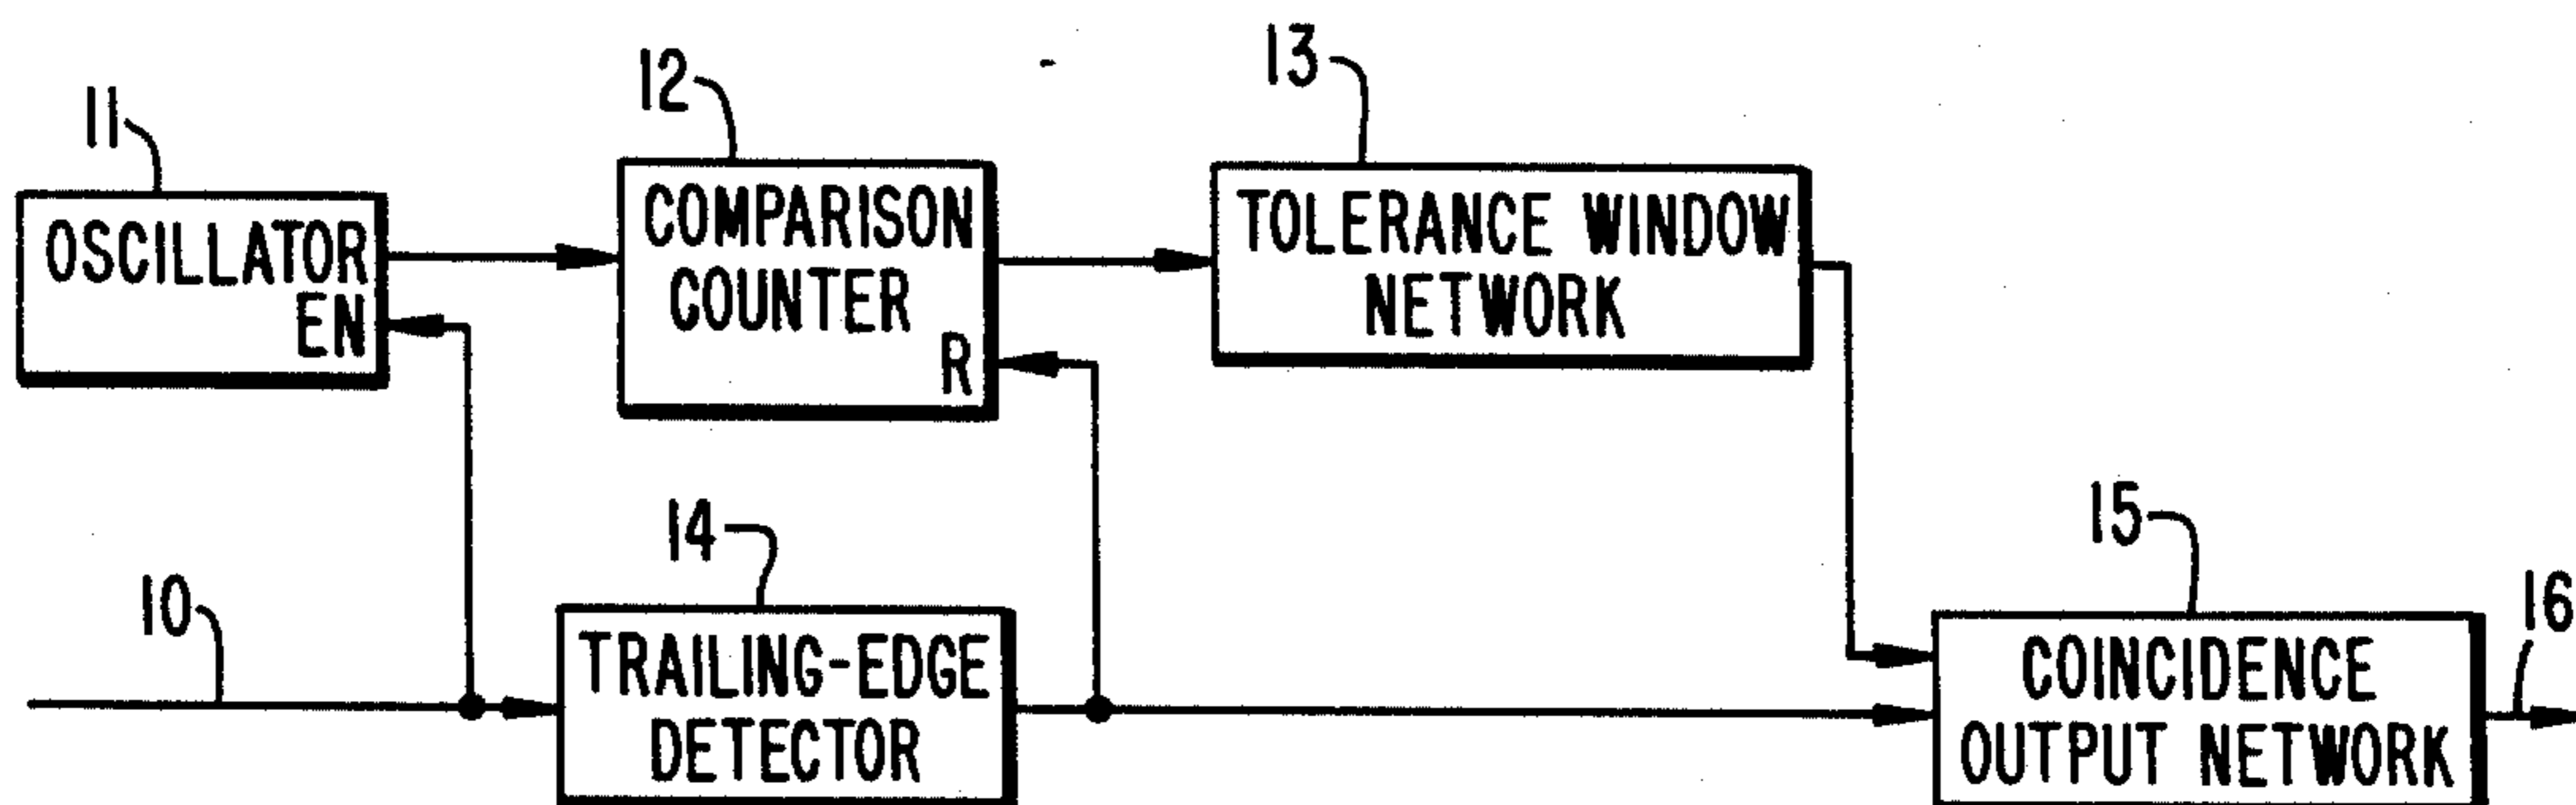 11
OSCILLATOR
EN
12
COMPARISON
COUNTER
R
13
TOLERANCE WINDOW
NETWORK
10
14
TRAILING-EDGE
DETECTOR
15
COINCIDENCE
OUTPUT NETWORK
16